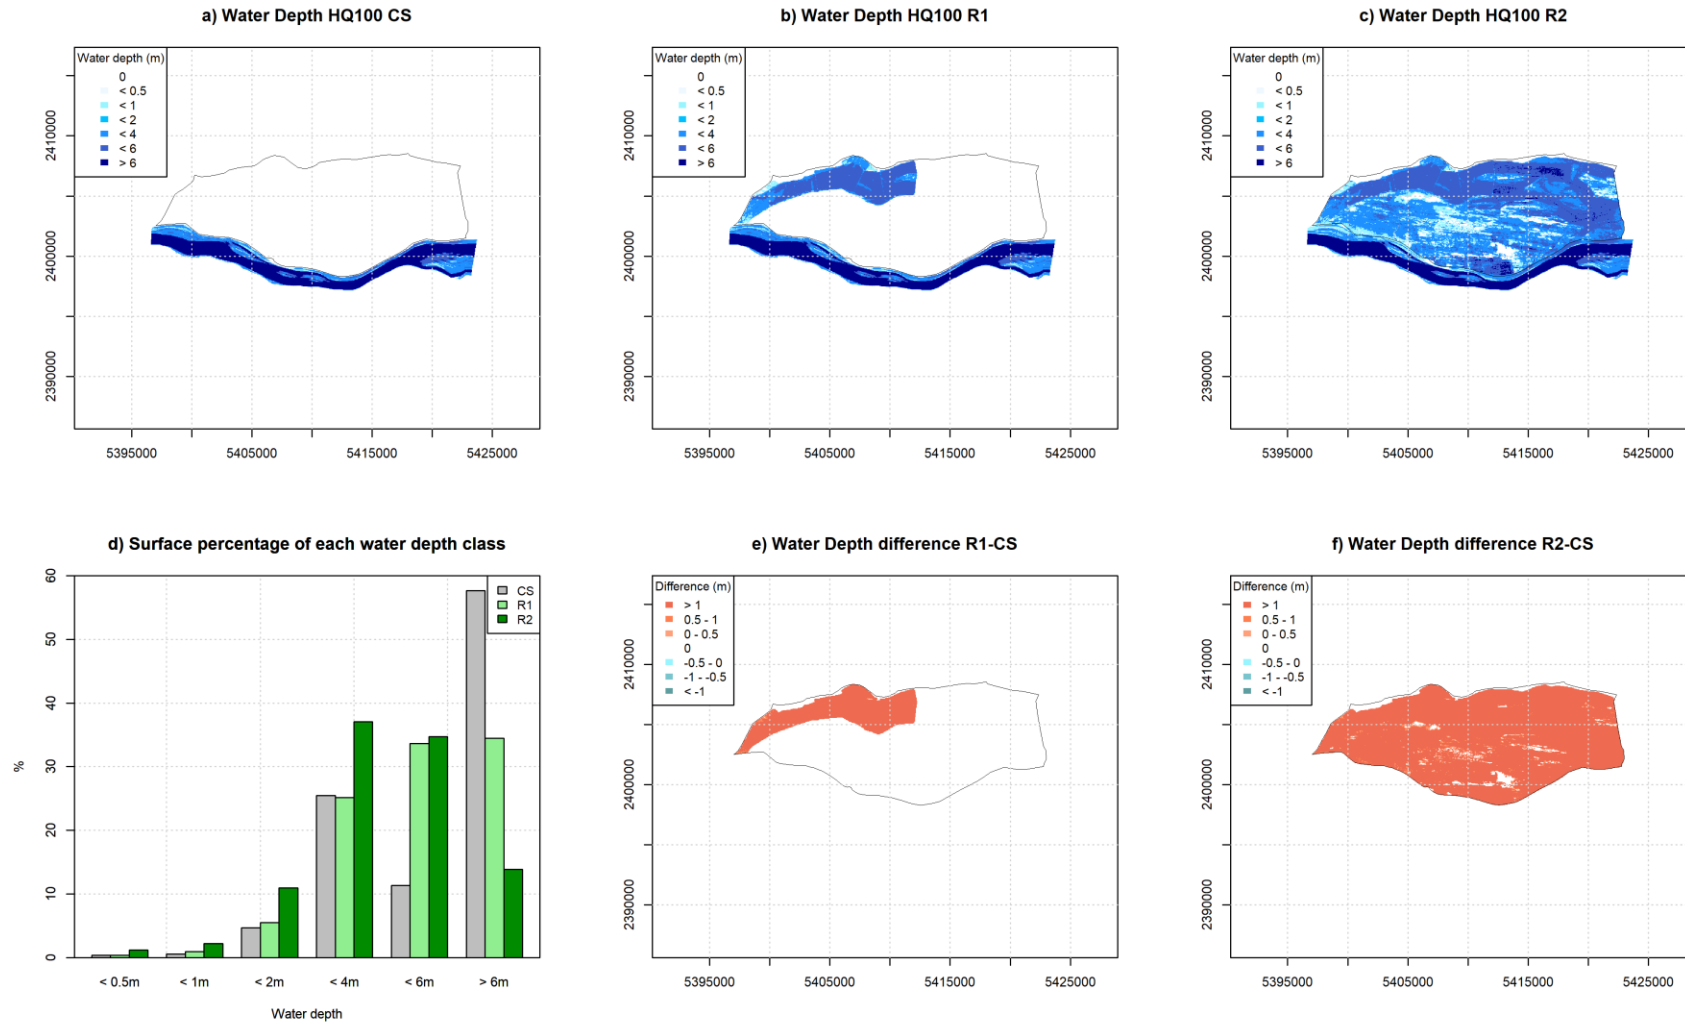 a) Water Depth HQ100 CS
Water depth (m)
0
< 0.5
< 1
< 2
< 4
< 6
> 6
2410000
2400000
2390000
5395000 5405000 5415000 5425000
b) Water Depth HQ100 R1
Water depth (m)
0
< 0.5
< 1
< 2
< 4
< 6
> 6
2410000
2400000
2390000
5395000 5405000 5415000 5425000
c) Water Depth HQ100 R2
Water depth (m)
0
< 0.5
< 1
< 2
< 4
< 6
> 6
2410000
2400000
2390000
5395000 5405000 5415000 5425000
d) Surface percentage of each water depth class
CS
R1
R2
60
50
40
30
20
10
0
%
< 0.5m < 1m < 2m < 4m < 6m > 6m
Water depth
e) Water Depth difference R1-CS
Difference (m)
> 1
0.5 - 1
0 - 0.5
0
-0.5 - 0
-1 - -0.5
< -1
2410000
2400000
2390000
5395000 5405000 5415000 5425000
f) Water Depth difference R2-CS
Difference (m)
> 1
0.5 - 1
0 - 0.5
0
-0.5 - 0
-1 - -0.5
< -1
2410000
2400000
2390000
5395000 5405000 5415000 5425000